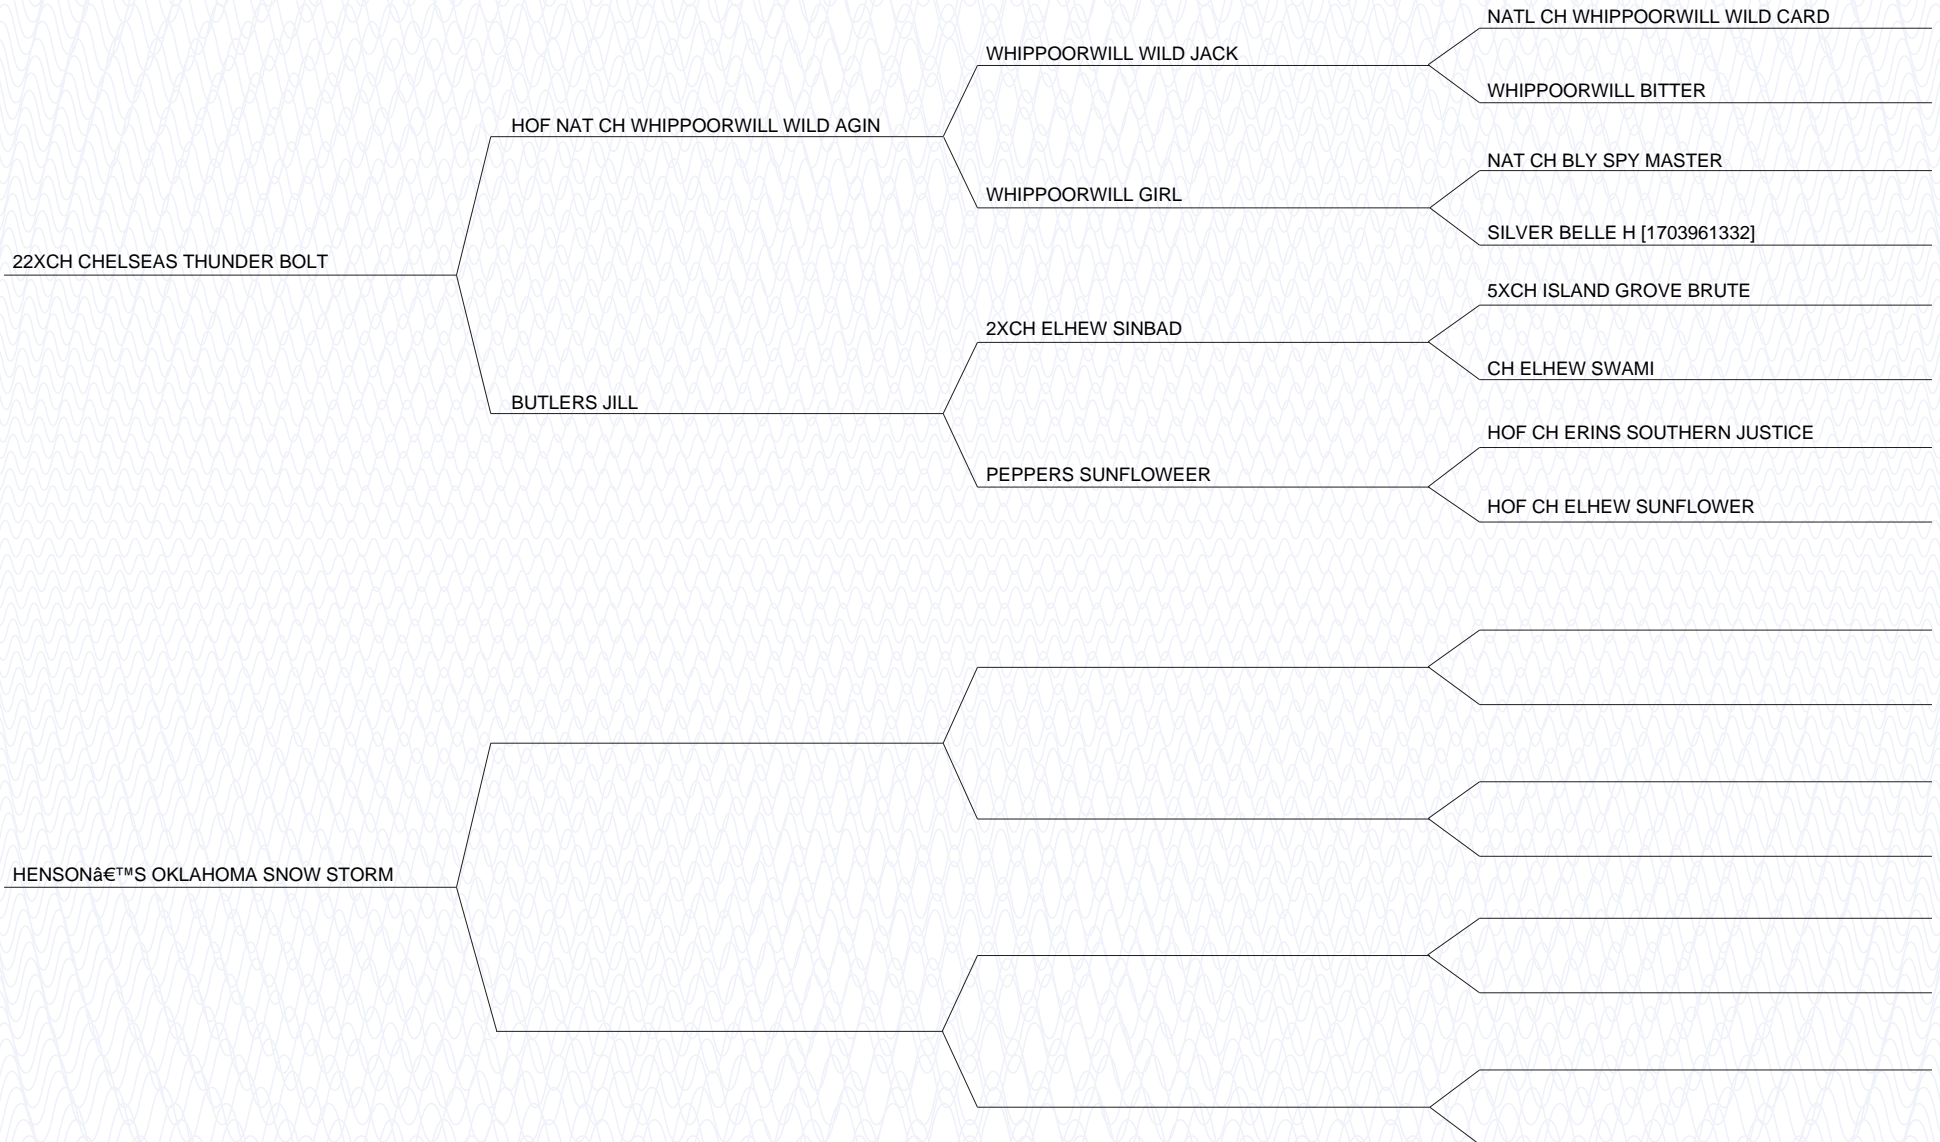 NATL CH WHIPPOORWILL WILD CARD
WHIPPOORWILL WILD JACK
WHIPPOORWILL BITTER
HOF NAT CH WHIPPOORWILL WILD AGIN
NAT CH BLY SPY MASTER
WHIPPOORWILL GIRL
SILVER BELLE H [1703961332]
22XCH CHELSEAS THUNDER BOLT
5XCH ISLAND GROVE BRUTE
2XCH ELHEW SINBAD
CH ELHEW SWAMI
BUTLERS JILL
HOF CH ERINS SOUTHERN JUSTICE
PEPPERS SUNFLOWEER
HOF CH ELHEW SUNFLOWER
HENSONâ€™S OKLAHOMA SNOW STORM